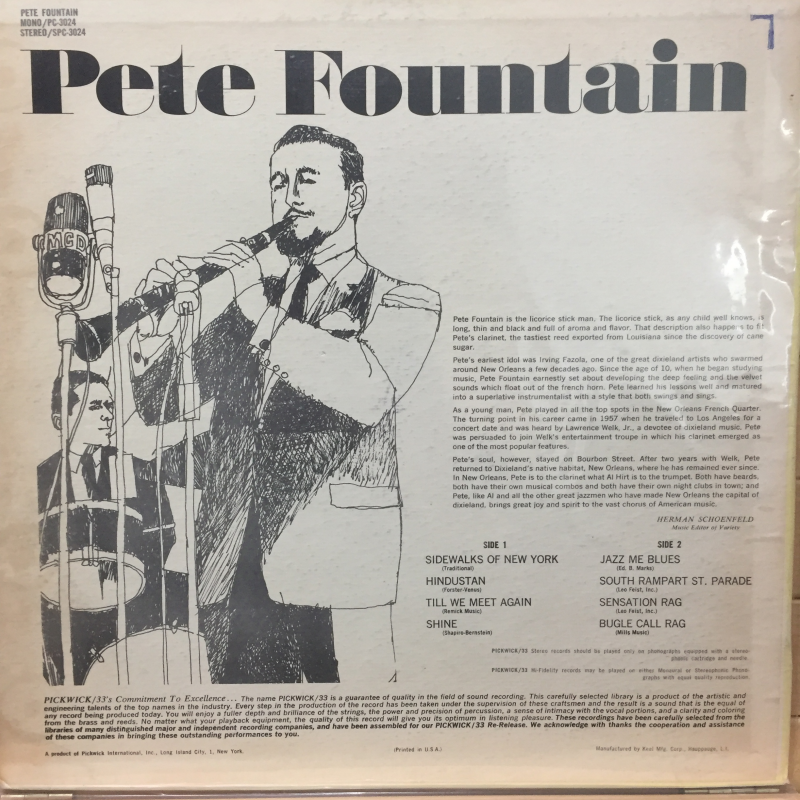 PETE FOUNTAIN
MONO/PC-3024
STEREO/SPC-3024
Pete Fountain
MCD
Pete Fountain is the licorice stick man. The licorice stick, as any child well knows, is
long, thin and black and full of aroma and flavor. That description also happens to fit
Pete's clarinet, the tastiest reed exported from Louisiana since the discovery of cane
sugar.
Pete's earliest idol was Irving Fazola, one of the great dixieland artists who swarmed
around New Orleans a few decades ago. Since the age of 10, when he began studying
music, Pete Fountain earnestly set about developing the deep feeling and the velvet
sounds which float out of the french horn. Pete learned his lessons well and matured
into a superlative instrumentalist with a style that both swings and sings.
As a young man, Pete played in all the top spots in the New Orleans French Quarter.
The turning point in his career came in 1957 when he traveled to Los Angeles for a
concert date and was heard by Lawrence Welk, Jr., a devotee of dixieland music. Pete
was persuaded to join Welk's entertainment troupe in which his clarinet emerged as
one of the most popular features.
Pete's soul, however, stayed on Bourbon Street. After two years with Welk, Pete
returned to Dixieland's native habitat, New Orleans, where he has remained ever since.
In New Orleans, Pete is to the clarinet what Al Hirt is to the trumpet. Both have beards,
both have their own musical combos and both have their own night clubs in town; and
Pete, like Al and all the other great jazzmen who have made New Orleans the capital of
dixieland, brings great joy and spirit to the vast chorus of American music.
HERMAN SCHOENFELD
Music Editor of Variety
SIDE 1
SIDEWALKS OF NEW YORK
(Traditional)
HINDUSTAN
(Forster-Venus)
TILL WE MEET AGAIN
(Remick Music)
SHINE
(Shapiro-Bernstein)
SIDE 2
JAZZ ME BLUES
(Ed. B. Marks)
SOUTH RAMPART ST. PARADE
(Leo Feist, Inc.)
SENSATION RAG
(Leo Feist, Inc.)
BUGLE CALL RAG
(Mills Music)
PICKWICK/33 Stereo records should be played only on phonographs equipped with a stereo
phonic cartridge and needle.
PICKWICK/33 Hi-Fidelity records may be played on either Monaural or Stereophonic Phono
graphs with equal quality reproduction.
PICKWICK/33's Commitment To Excellence... The name PICKWICK/33 is a guarantee of quality in the field of sound recording. This carefully selected library is a product of the artistic and
engineering talents of the top names in the industry. Every step in the production of the record has been taken under the supervision of these craftsmen and the result is a sound that is the equal of
any record being produced today. You will enjoy a fuller depth and brilliance of the strings, the power and precision of percussion, a sense of intimacy with the vocal portions, and a clarity and coloring
from the brass and reeds. No matter what your playback equipment, the quality of this record will give you its optimum in listening pleasure. These recordings have been carefully selected from the
libraries of many distinguished major and independent recording companies, and have been assembled for our PICKWICK/33 Re-Release. We acknowledge with thanks the cooperation and assistance
of these companies in bringing these outstanding performances to you.
A product of Pickwick International, Inc., Long Island City, 1, New York.
(Printed in U.S.A.)
Manufactured by Keel Mfg. Corp., Hauppauge, L.I.